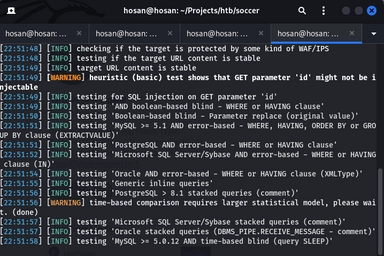 hosan@hosan: ~/Projects/htb/soccer
hosan@hosan:...
hosan@hosan:...
hosan@hosan:...
hosan@hosan:...
[22:51:48] [INFO] checking if the target is protected by some kind of WAF/IPS
[22:51:48] [INFO] testing if the target URL content is stable
[22:51:49] [INFO] target URL content is stable
[22:51:49] [WARNING] heuristic (basic) test shows that GET parameter 'id' might not be i
njectable
[22:51:49] [INFO] testing for SQL injection on GET parameter 'id'
[22:51:49] [INFO] testing 'AND boolean-based blind - WHERE or HAVING clause'
[22:51:50] [INFO] testing 'Boolean-based blind - Parameter replace (original value)'
[22:51:51] [INFO] testing 'MySQL >= 5.1 AND error-based - WHERE, HAVING, ORDER BY or GRO
UP BY clause (EXTRACTVALUE)'
[22:51:51] [INFO] testing 'PostgreSQL AND error-based - WHERE or HAVING clause'
[22:51:52] [INFO] testing 'Microsoft SQL Server/Sybase AND error-based - WHERE or HAVING
clause (IN)'
[22:51:54] [INFO] testing 'Oracle AND error-based - WHERE or HAVING clause (XMLType)'
[22:51:55] [INFO] testing 'Generic inline queries'
[22:51:56] [INFO] testing 'PostgreSQL > 8.1 stacked queries (comment)'
[22:51:56] [WARNING] time-based comparison requires larger statistical model, please wai
t. (done)
[22:51:57] [INFO] testing 'Microsoft SQL Server/Sybase stacked queries (comment)'
[22:51:57] [INFO] testing 'Oracle stacked queries (DBMS_PIPE.RECEIVE_MESSAGE - comment)'
[22:51:58] [INFO] testing 'MySQL >= 5.0.12 AND time-based blind (query SLEEP)'